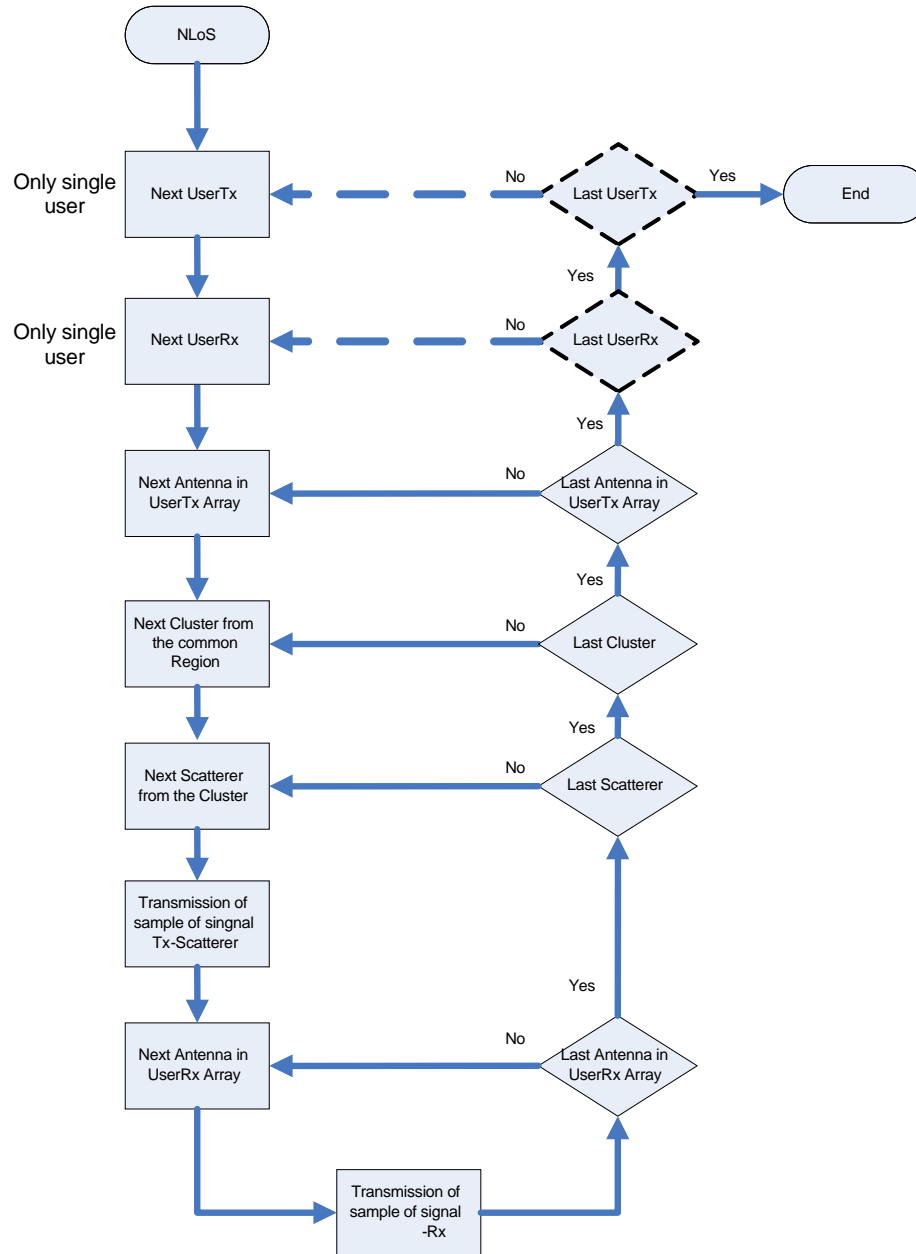 NLoS
Only single
user
Next UserTx
No
Last UserTx
Yes
End
Yes
Only single
user
Next UserRx
No
Last UserRx
Yes
Next Antenna in
UserTx Array
No
Last Antenna in
UserTx Array
Yes
Next Cluster from
the common
Region
No
Last Cluster
Yes
Next Scatterer
from the Cluster
No
Last Scatterer
Transmission of
sample of singnal
Tx-Scatterer
Yes
Next Antenna in
UserRx Array
No
Last Antenna in
UserRx Array
Transmission of
sample of signal
-Rx